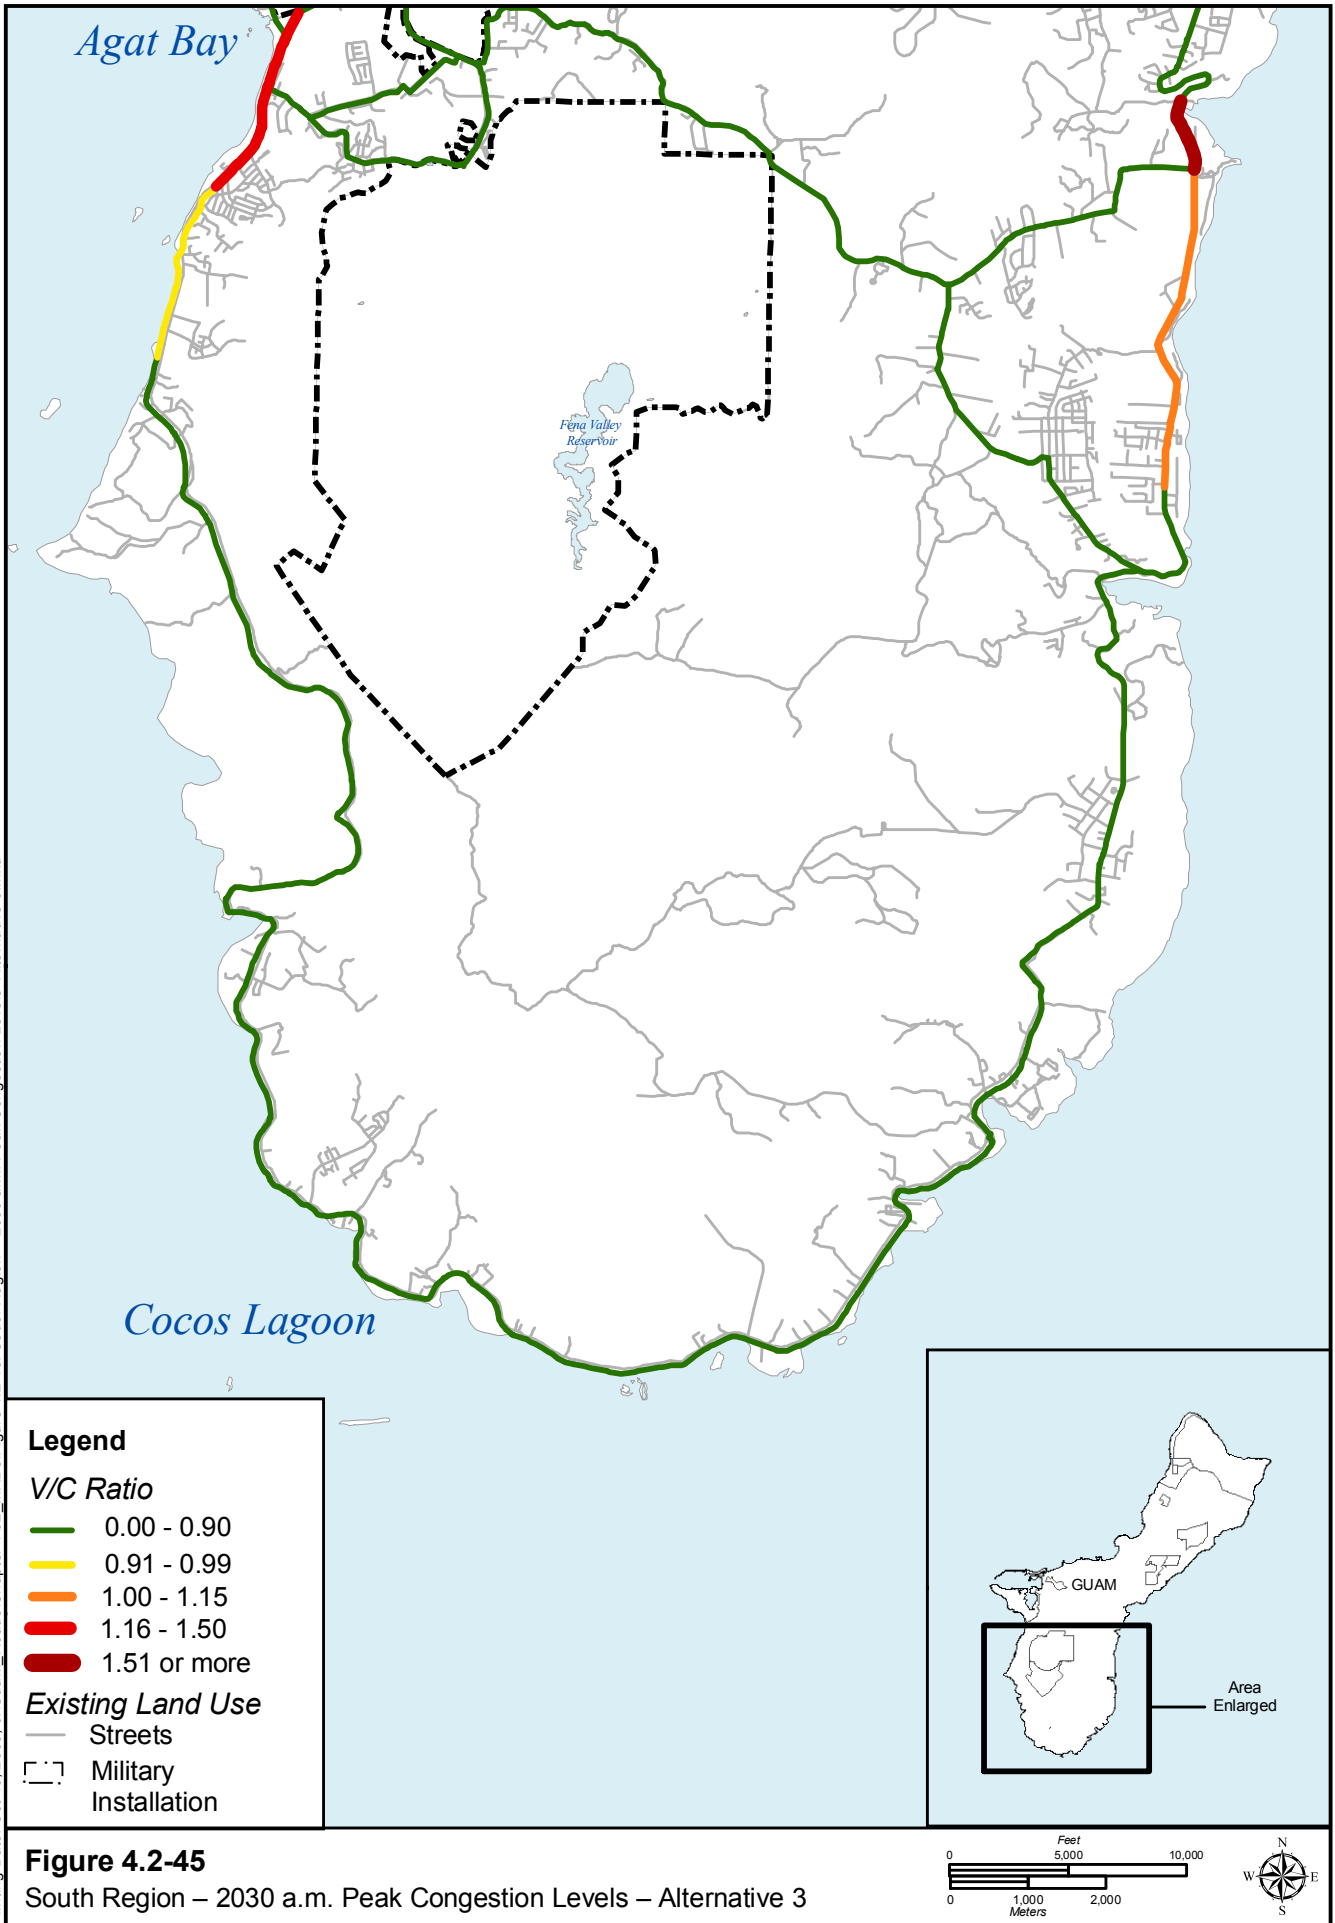 Agat Bay
Fena Valley
Reservoir
Cocos Lagoon
Legend
V/C Ratio
0.00 - 0.90
0.91 - 0.99
1.00 - 1.15
1.16 - 1.50
1.51 or more
Existing Land Use
Streets
Military
Installation
GUAM
Area
Enlarged
Figure 4.2-45
South Region – 2030 a.m. Peak Congestion Levels – Alternative 3
Feet
0 5,000 10,000
0 1,000 2,000
Meters
N
W E
S